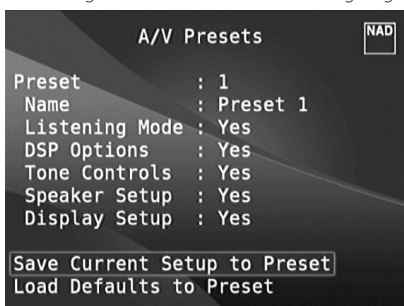 A/V Presets
NAD
Preset : 1
Name : Preset 1
Listening Mode : Yes
DSP Options : Yes
Tone Controls : Yes
Speaker Setup : Yes
Display Setup : Yes
Save Current Setup to Preset
Load Defaults to Preset